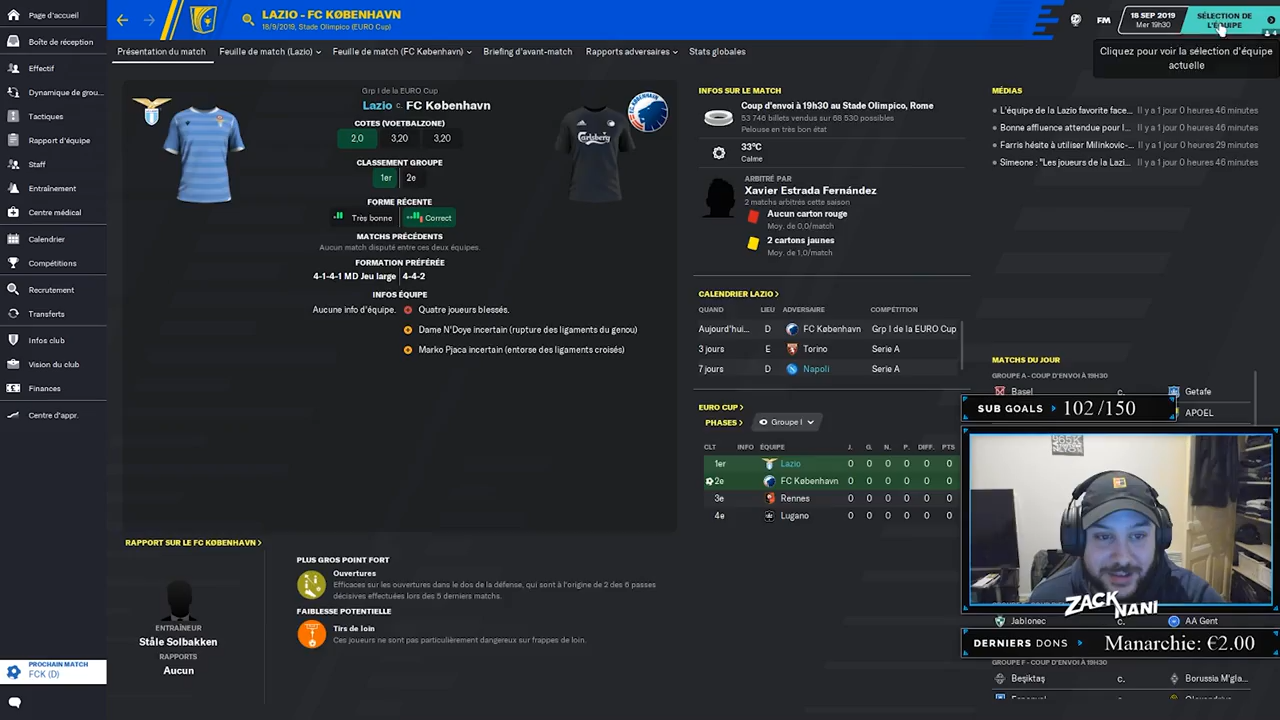 Page d'accueil
Boîte de réception
Effectif
Dynamique de grou...
Tactiques
Rapport d'équipe
Staff
Entraînement
Centre médical
Calendrier
Compétitions
Recrutement
Transferts
Infos club
Vision du club
Finances
Centre d'appr.
PROCHAIN MATCH
FCK (D)
LAZIO - FC KØBENHAVN
18/9/2019, Stade Olimpico (EURO Cup)
FM
18 SEP 2019
Mer 19h30
SÉLECTION DE L'ÉQUIPE
4
Cliquez pour voir la sélection d'équipe actuelle
Présentation du match
Feuille de match (Lazio)
Feuille de match (FC København)
Briefing d'avant-match
Rapports adversaires
Stats globales
Grp I de la EURO Cup
Lazio c. FC København
COTES (VOETBALZONE)
2,0 3,20 3,20
CLASSEMENT GROUPE
1er 2e
FORME RÉCENTE
Très bonne Correct
MATCHS PRÉCÉDENTS
Aucun match disputé entre ces deux équipes.
FORMATION PRÉFÉRÉE
4-1-4-1 MD Jeu large 4-4-2
INFOS ÉQUIPE
Aucune info d'équipe. Quatre joueurs blessés.
Dame N'Doye incertain (rupture des ligaments du genou)
Marko Pjaca incertain (entorse des ligaments croisés)
Carlsberg
RAPPORT SUR LE FC KØBENHAVN >
ENTRAÎNEUR
Ståle Solbakken
RAPPORTS
Aucun
PLUS GROS POINT FORT
Ouvertures
Efficaces sur les ouvertures dans le dos de la défense, qui sont à l'origine de 2 des 6 passes
décisives effectuées lors des 5 derniers matchs.
FAIBLESSE POTENTIELLE
Tirs de loin
Ces joueurs ne sont pas particulièrement dangereux sur frappes de loin.
INFOS SUR LE MATCH
Coup d'envoi à 19h30 au Stade Olimpico, Rome
53 746 billets vendus sur 68 530 possibles
Pelouse en très bon état
33°C
Calme
ARBITRÉ PAR
Xavier Estrada Fernández
2 matchs arbitrés cette saison
Aucun carton rouge
Moy. de 0,0/match
2 cartons jaunes
Moy. de 1,0/match
CALENDRIER LAZIO >
QUAND LIEU ADVERSAIRE COMPÉTITION
Aujourd'hui... D FC København Grp I de la EURO Cup
3 jours E Torino Serie A
7 jours D Napoli Serie A
EURO CUP >
PHASES > Groupe I
CLT INFO ÉQUIPE J. G. N. P. DIFF. PTS
1er Lazio 0 0 0 0 0 0
2e FC København 0 0 0 0 0 0
3e Rennes 0 0 0 0 0 0
4e Lugano 0 0 0 0 0 0
MÉDIAS
L'équipe de la Lazio favorite face... Il y a 1 jour 0 heures 46 minutes
Bonne affluence attendue pour l... Il y a 1 jour 0 heures 46 minutes
Farris hésite à utiliser Milinkovic-... Il y a 1 jour 0 heures 29 minutes
Simeone : "Les joueurs de la Lazi... Il y a 1 jour 0 heures 46 minutes
MATCHS DU JOUR
GROUPE A - COUP D'ENVOI À 19H30
Basel c. Getafe
APOEL
SUB GOALS 102 /150
ZACK NANI
Jablonec c. AA Gent
DERNIERS DONS Manarchie: €2.00
GROUPE F - COUP D'ENVOI À 19H30
Beşiktaş c. Borussia M'gla...